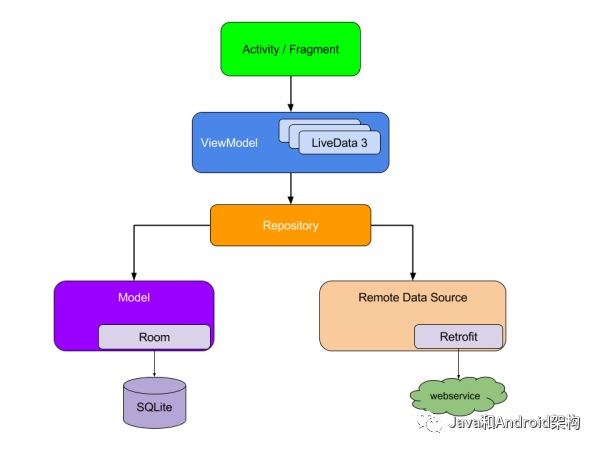 Activity / Fragment
ViewModel
LiveData 3
Repository
Model
Room
Remote Data Source
Retrofit
SQLite
webservice
Java和Android架构